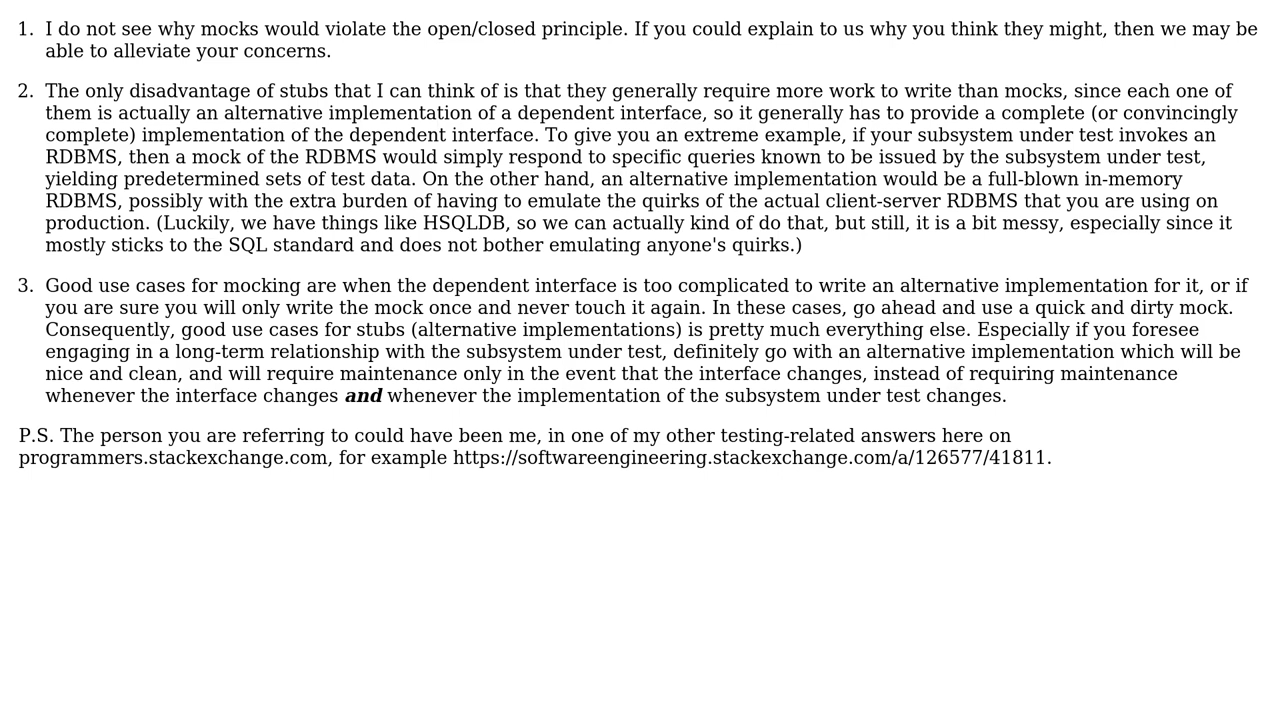 1. I do not see why mocks would violate the open/closed principle. If you could explain to us why you think they might, then we may be
able to alleviate your concerns.
2. The only disadvantage of stubs that I can think of is that they generally require more work to write than mocks, since each one of
them is actually an alternative implementation of a dependent interface, so it generally has to provide a complete (or convincingly
complete) implementation of the dependent interface. To give you an extreme example, if your subsystem under test invokes an
RDBMS, then a mock of the RDBMS would simply respond to specific queries known to be issued by the subsystem under test,
yielding predetermined sets of test data. On the other hand, an alternative implementation would be a full-blown in-memory
RDBMS, possibly with the extra burden of having to emulate the quirks of the actual client-server RDBMS that you are using on
production. (Luckily, we have things like HSQLDB, so we can actually kind of do that, but still, it is a bit messy, especially since it
mostly sticks to the SQL standard and does not bother emulating anyone's quirks.)
3. Good use cases for mocking are when the dependent interface is too complicated to write an alternative implementation for it, or if
you are sure you will only write the mock once and never touch it again. In these cases, go ahead and use a quick and dirty mock.
Consequently, good use cases for stubs (alternative implementations) is pretty much everything else. Especially if you foresee
engaging in a long-term relationship with the subsystem under test, definitely go with an alternative implementation which will be
nice and clean, and will require maintenance only in the event that the interface changes, instead of requiring maintenance
whenever the interface changes and whenever the implementation of the subsystem under test changes.
P.S. The person you are referring to could have been me, in one of my other testing-related answers here on
programmers.stackexchange.com, for example https://softwareengineering.stackexchange.com/a/126577/41811.